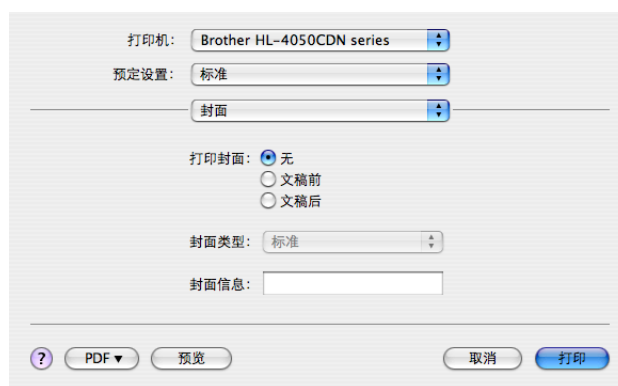 打印机: Brother HL-4050CDN series
预定设置: 标准
封面
打印封面: 无
文稿前
文稿后
封面类型: 标准
封面信息:
? PDF▼ 预览 取消 打印